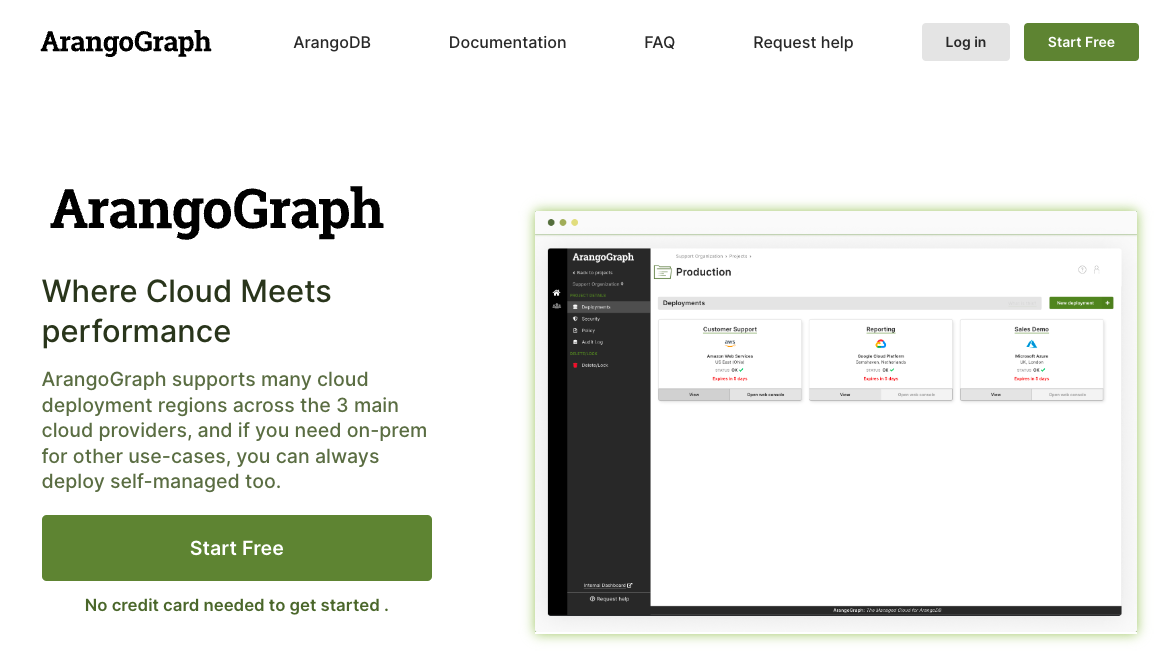 ArangoGraph
ArangoDB
Documentation
FAQ
Request help
Log in
Start Free
ArangoGraph
Where Cloud Meets
performance
ArangoGraph supports many cloud
deployment regions across the 3 main
cloud providers, and if you need on-prem
for other use-cases, you can always
deploy self-managed too.
Start Free
No credit card needed to get started .
ArangoGraph
Back to projects
Support Organization
PROJECT DETAILS
Deployments
Security
Policy
Audit Log
DELETE/LOCK
Delete/Lock
Internal Dashboard
Request help
Support Organization › Projects ›
Production
Deployments
New deployment +
Customer Support
aws
Amazon Web Services
US East (Ohio)
STATUS OK
Expires in 0 days
View
Open web console
Reporting
Google Cloud Platform
Eemshaven, Netherlands
STATUS OK
Expires in 0 days
View
Open web console
Sales Demo
Microsoft Azure
UK, London
STATUS OK
Expires in 0 days
View
Open web console
ArangoGraph: The Managed Cloud for ArangoDB